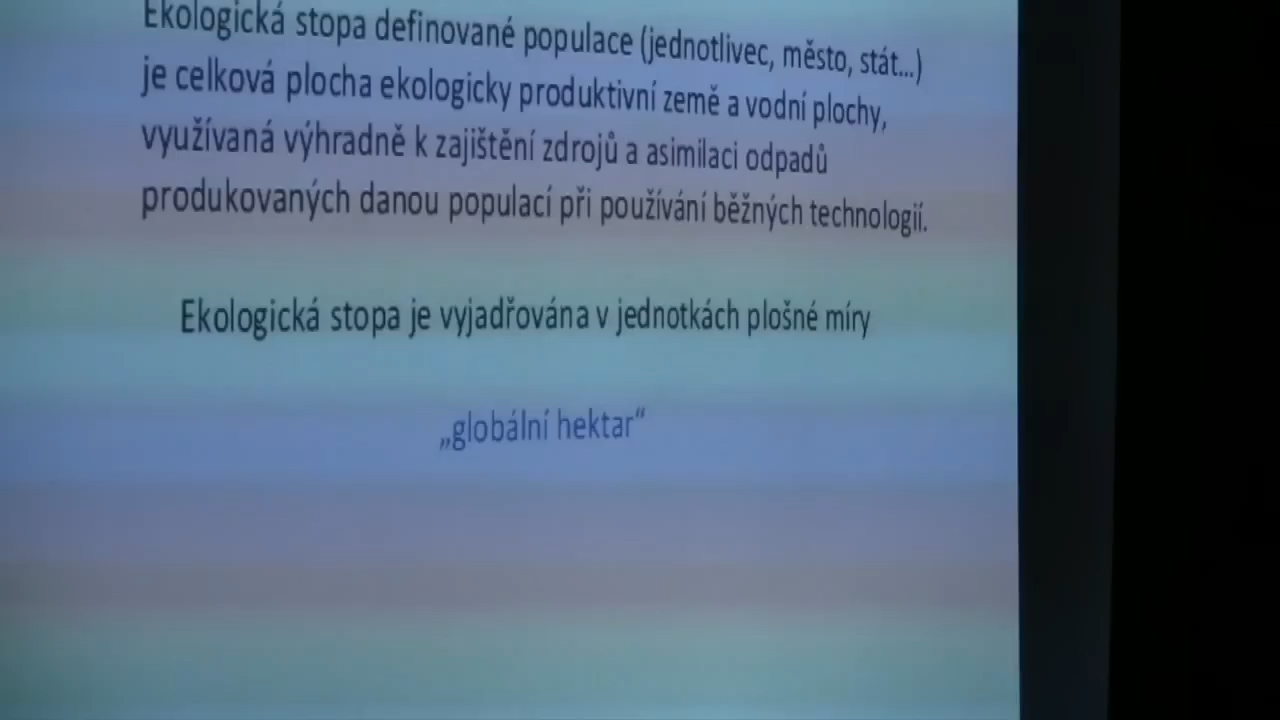 Ekologická stopa definované populace (jednotlivec, město, stát...)
je celková plocha ekologicky produktivní země a vodní plochy,
využívaná výhradně k zajištění zdrojů a asimilaci odpadů
produkovaných danou populací při používání běžných technologií.
Ekologická stopa je vyjadřována v jednotkách plošné míry
„globální hektar“